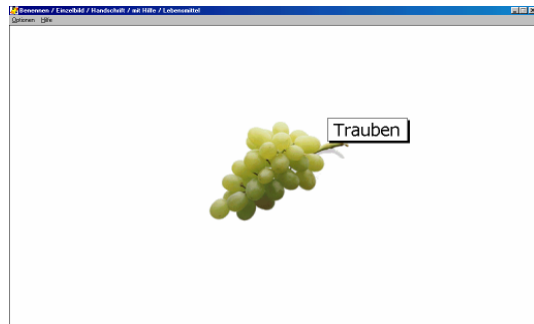 Benennen / Einzelbild / Handschrift / mit Hilfe / Lebensmittel
Optionen Hilfe
Trauben